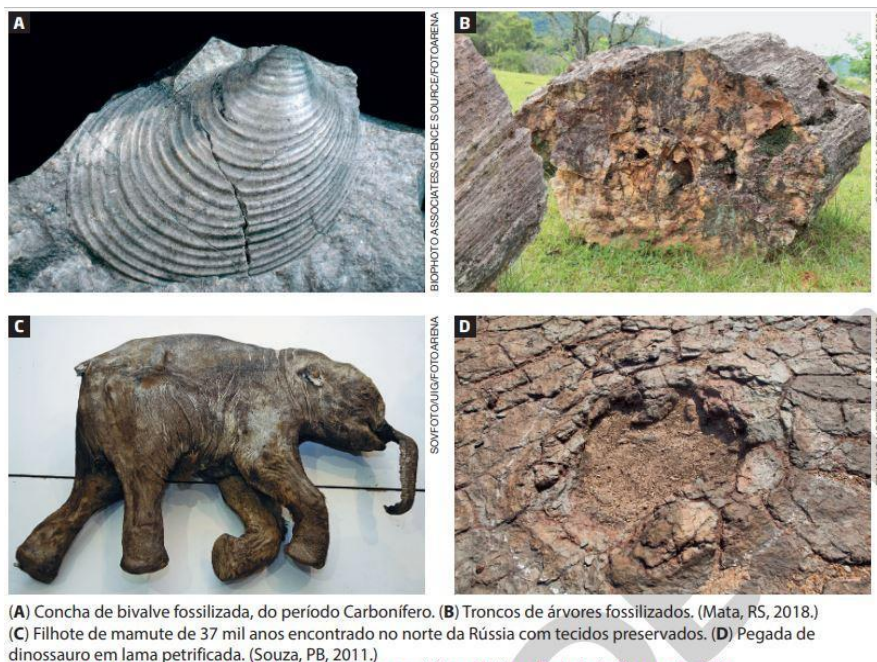 A
BIOPHOTO ASSOCIATES/SCIENCE SOURCE/FOTOARENA
B
C
SOVFOTO/UIG/FOTOARENA
D
(A) Concha de bivalve fossilizada, do período Carbonífero. (B) Troncos de árvores fossilizados. (Mata, RS, 2018.)
(C) Filhote de mamute de 37 mil anos encontrado no norte da Rússia com tecidos preservados. (D) Pegada de
dinossauro em lama petrificada. (Souza, PB, 2011.)